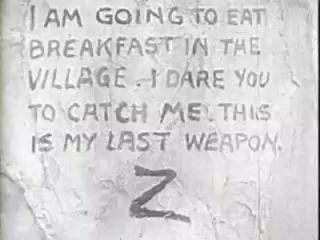 I AM GOING TO EAT
BREAKFAST IN THE
VILLAGE. I DARE YOU
TO CATCH ME. THIS
IS MY LAST WEAPON.
Z